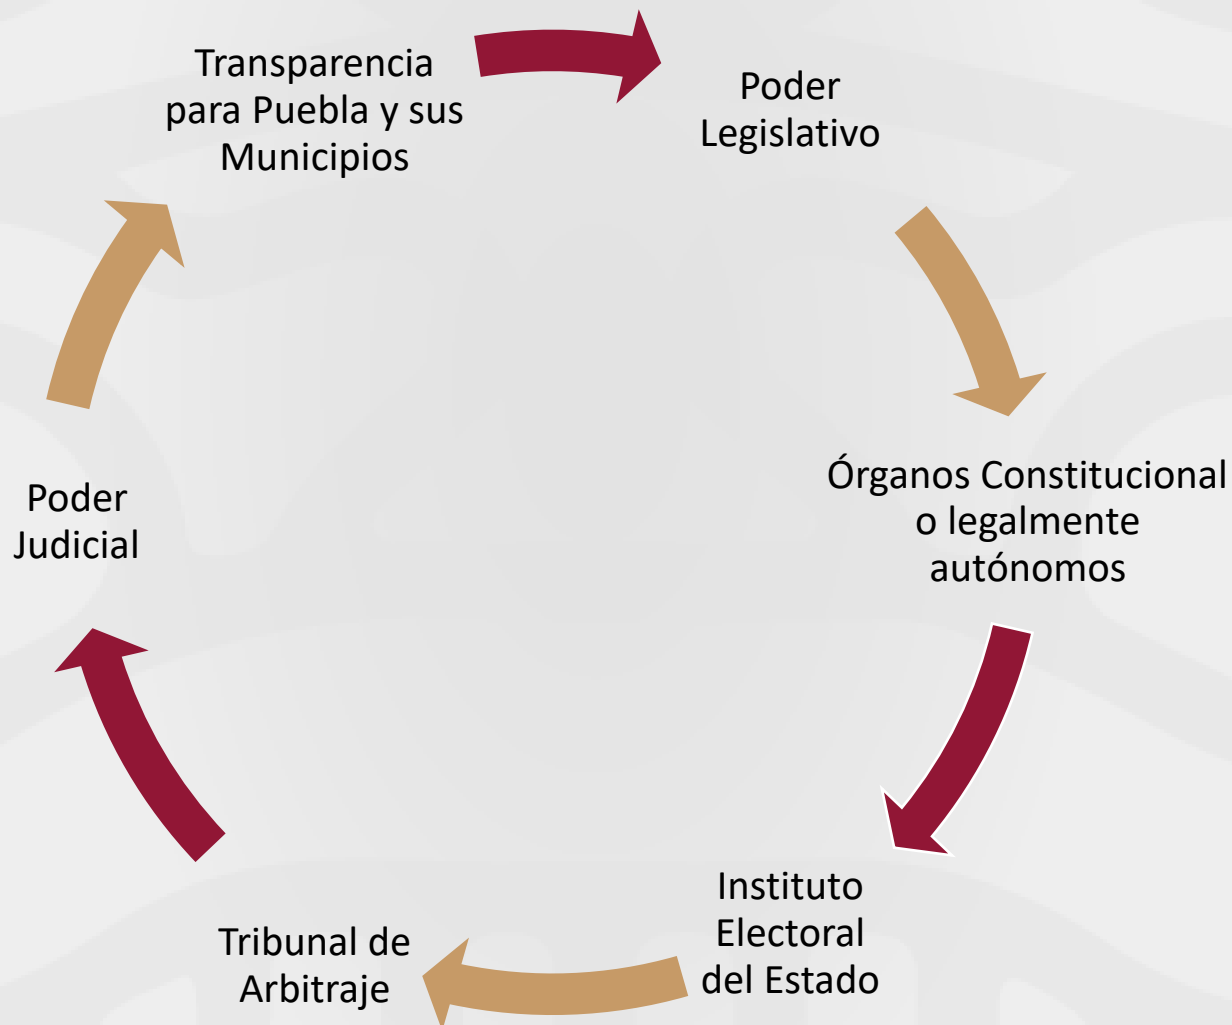 Transparencia
para Puebla y sus
Municipios
Poder
Legislativo
Órganos Constitucional
o legalmente
autónomos
Instituto
Electoral
del Estado
Tribunal de
Arbitraje
Poder
Judicial